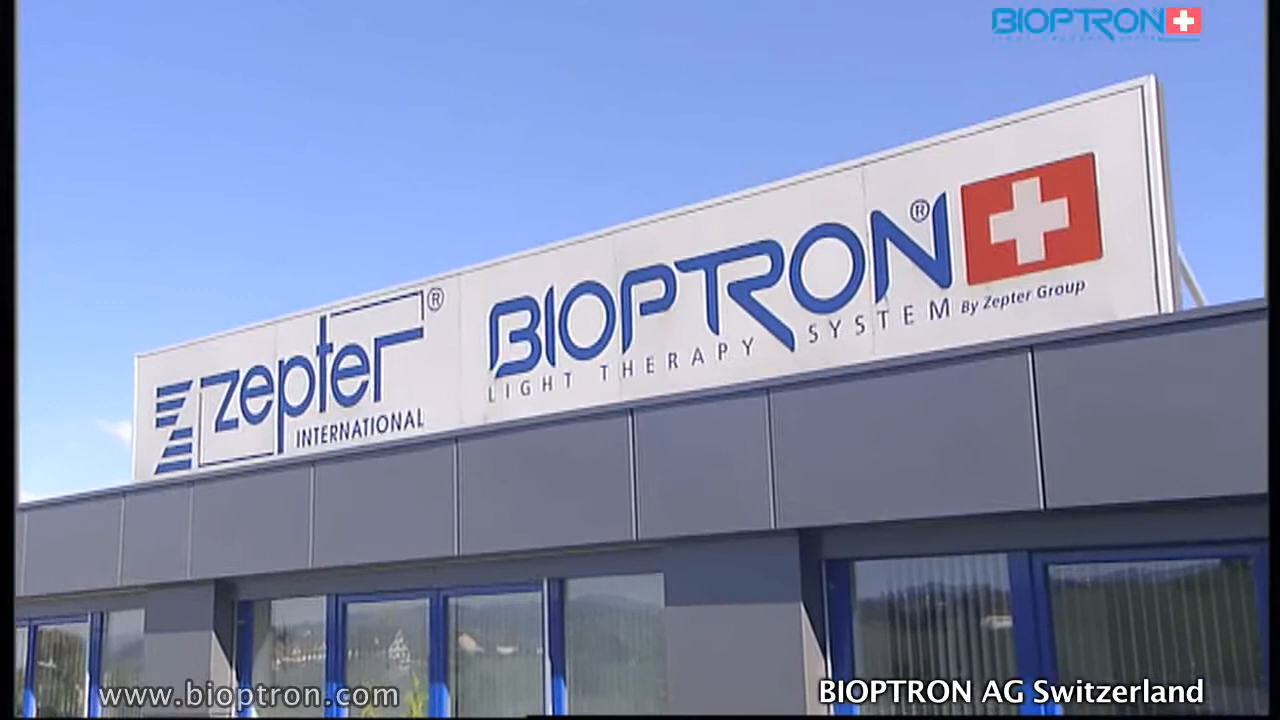 BIOPTRON
zepter ®
INTERNATIONAL
BIOPTRON ®
LIGHT THERAPY SYSTEM By Zepter Group
www.bioptron.com
BIOPTRON AG Switzerland